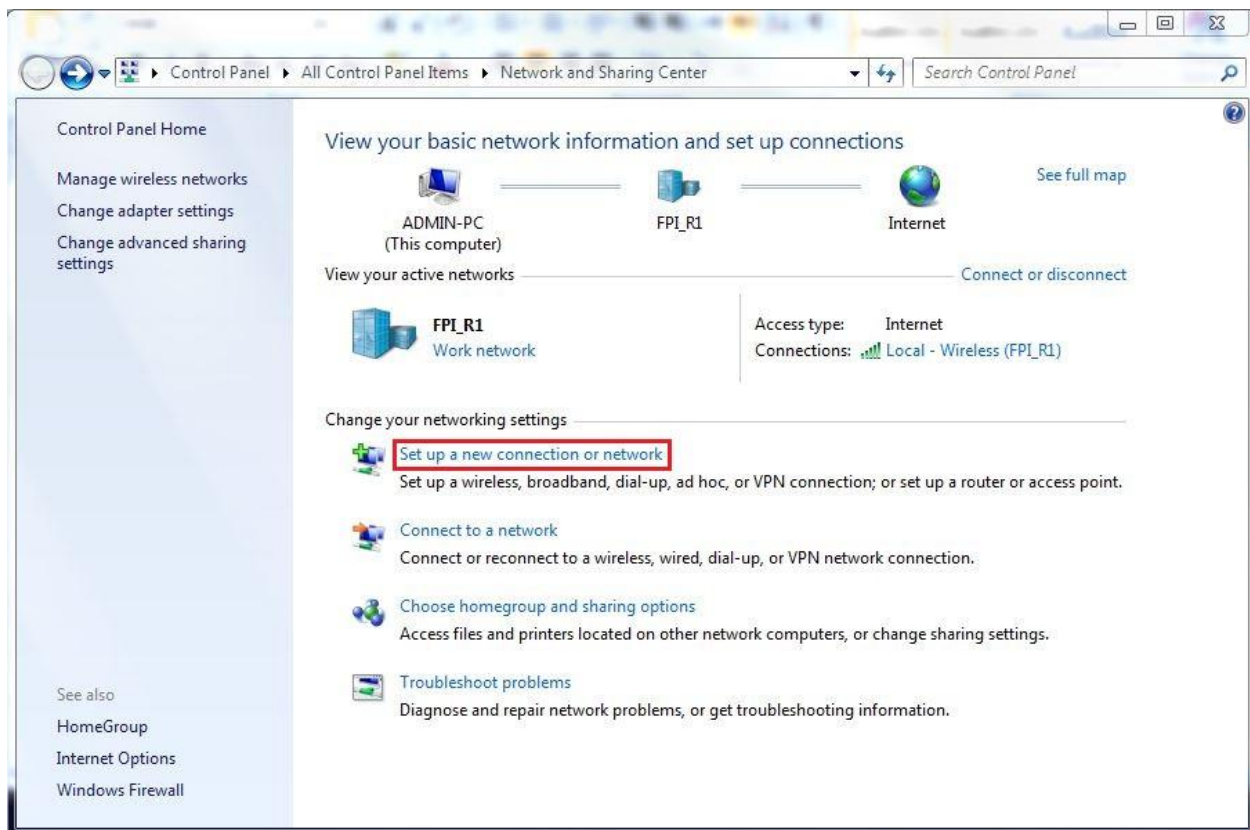 Control Panel ▸ All Control Panel Items ▸ Network and Sharing Center
Search Control Panel
Control Panel Home
Manage wireless networks
Change adapter settings
Change advanced sharing
settings
See also
HomeGroup
Internet Options
Windows Firewall
View your basic network information and set up connections
See full map
ADMIN-PC
(This computer)
FPI_R1
Internet
View your active networks
Connect or disconnect
FPI_R1
Work network
Access type: Internet
Connections: Local - Wireless (FPI_R1)
Change your networking settings
Set up a new connection or network
Set up a wireless, broadband, dial-up, ad hoc, or VPN connection; or set up a router or access point.
Connect to a network
Connect or reconnect to a wireless, wired, dial-up, or VPN network connection.
Choose homegroup and sharing options
Access files and printers located on other network computers, or change sharing settings.
Troubleshoot problems
Diagnose and repair network problems, or get troubleshooting information.